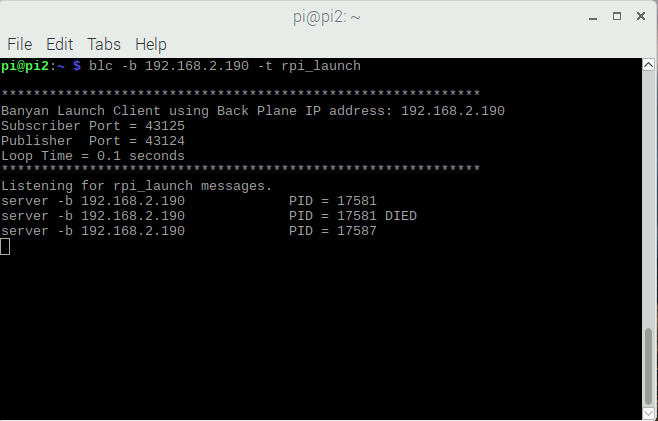 pi@pi2: ~
File Edit Tabs Help
pi@pi2:~ $ blc -b 192.168.2.190 -t rpi_launch
************************************************************
Banyan Launch Client using Back Plane IP address: 192.168.2.190
Subscriber Port = 43125
Publisher  Port = 43124
Loop Time = 0.1 seconds
************************************************************
Listening for rpi_launch messages.
server -b 192.168.2.190             PID = 17581
server -b 192.168.2.190             PID = 17581 DIED
server -b 192.168.2.190             PID = 17587